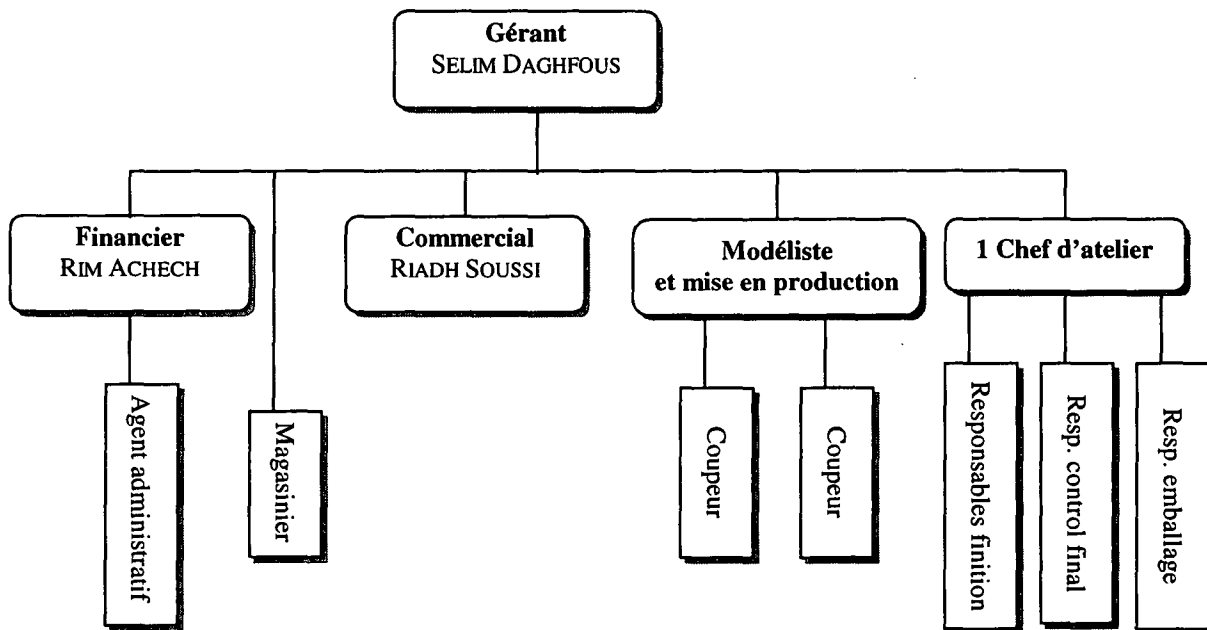 Gérant
SELIM DAGHFOUS
Financier
RIM ACHECH
Commercial
RIADH SOUSSI
Modéliste
et mise en production
1 Chef d'atelier
Agent administratif
Magasinier
Coupeur
Coupeur
Responsables finition
Resp. control final
Resp. emballage